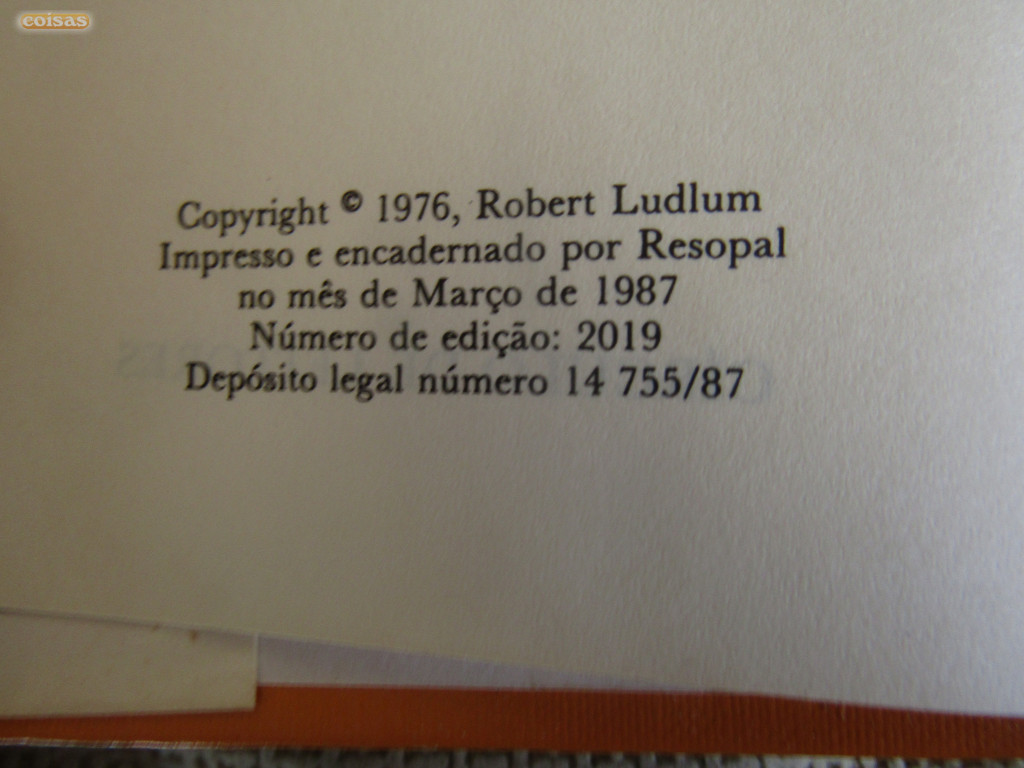 coisas
Copyright © 1976, Robert Ludlum
Impresso e encadernado por Resopal
no mês de Março de 1987
Número de edição: 2019
Depósito legal número 14 755/87